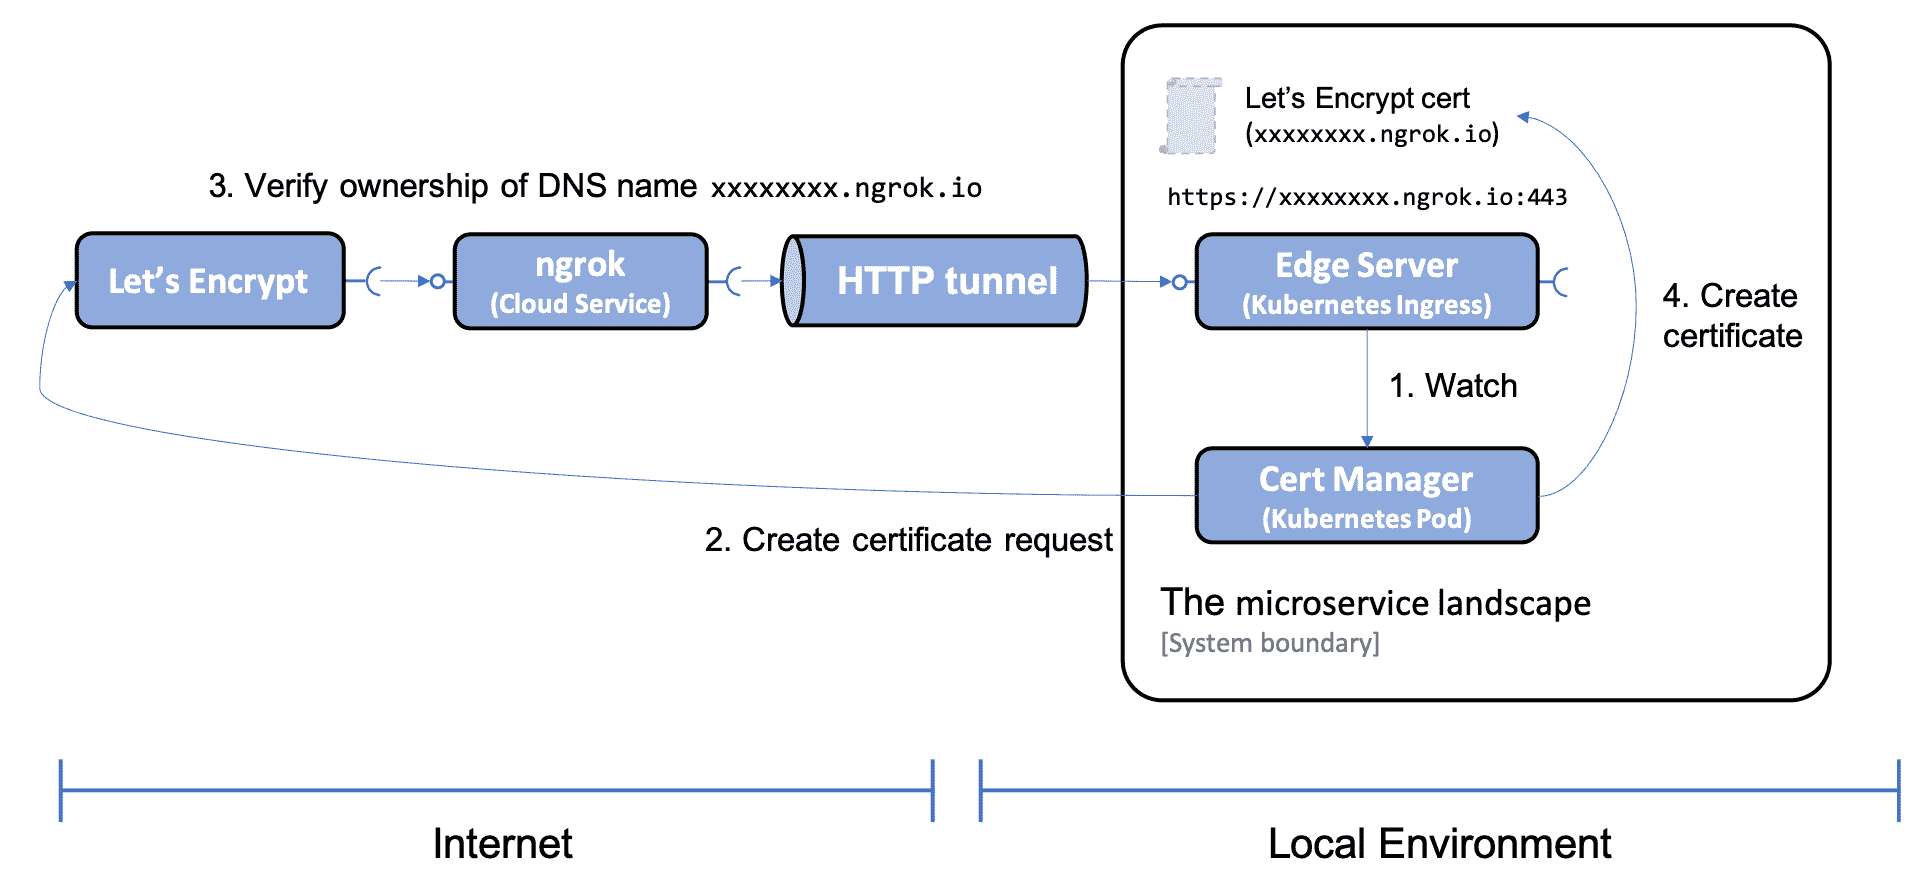 Let's Encrypt cert
(xxxxxxxx.ngrok.io)
3. Verify ownership of DNS name xxxxxxxx.ngrok.io
https://xxxxxxxx.ngrok.io:443
Let's Encrypt
ngrok
(Cloud Service)
HTTP tunnel
Edge Server
(Kubernetes Ingress)
4. Create
certificate
1. Watch
Cert Manager
(Kubernetes Pod)
2. Create certificate request
The microservice landscape
[System boundary]
Internet
Local Environment